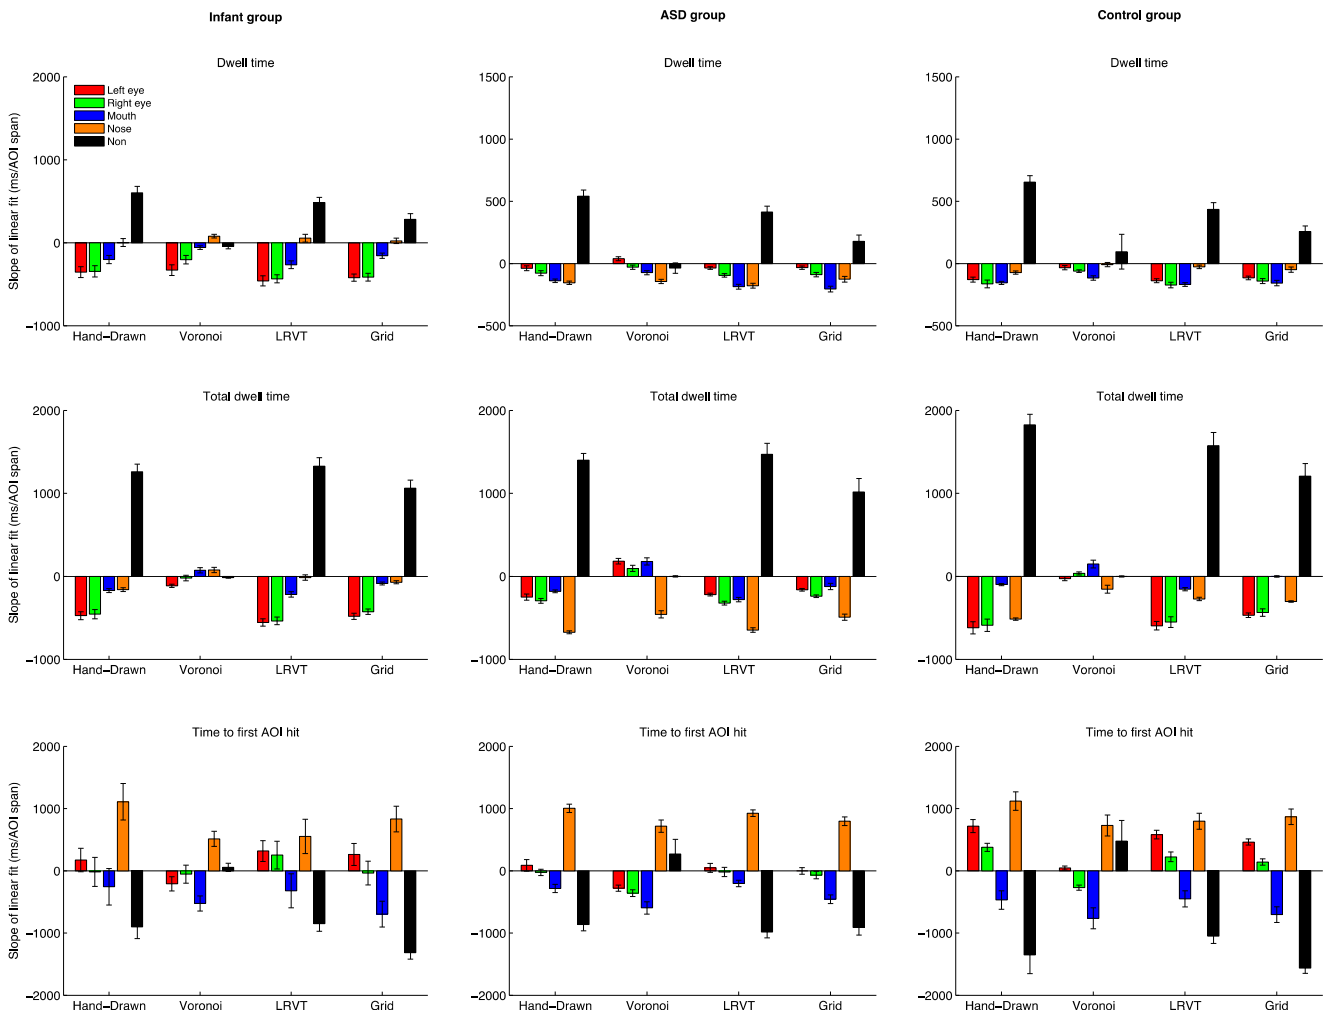 Infant group
ASD group
Control group
Dwell time
Dwell time
Dwell time
2000
1000
0
−1000
Slope of linear fit (ms/AOI span)
Left eye
Right eye
Mouth
Nose
Non
Hand−Drawn Voronoi LRVT Grid
1500
1000
500
0
−500
Hand−Drawn Voronoi LRVT Grid
1500
1000
500
0
−500
Hand−Drawn Voronoi LRVT Grid
Total dwell time
Total dwell time
Total dwell time
2000
1000
0
−1000
Slope of linear fit (ms/AOI span)
Hand−Drawn Voronoi LRVT Grid
2000
1000
0
−1000
Hand−Drawn Voronoi LRVT Grid
2000
1000
0
−1000
Hand−Drawn Voronoi LRVT Grid
Time to first AOI hit
Time to first AOI hit
Time to first AOI hit
2000
1000
0
−1000
−2000
Slope of linear fit (ms/AOI span)
Hand−Drawn Voronoi LRVT Grid
2000
1000
0
−1000
−2000
Hand−Drawn Voronoi LRVT Grid
2000
1000
0
−1000
−2000
Hand−Drawn Voronoi LRVT Grid